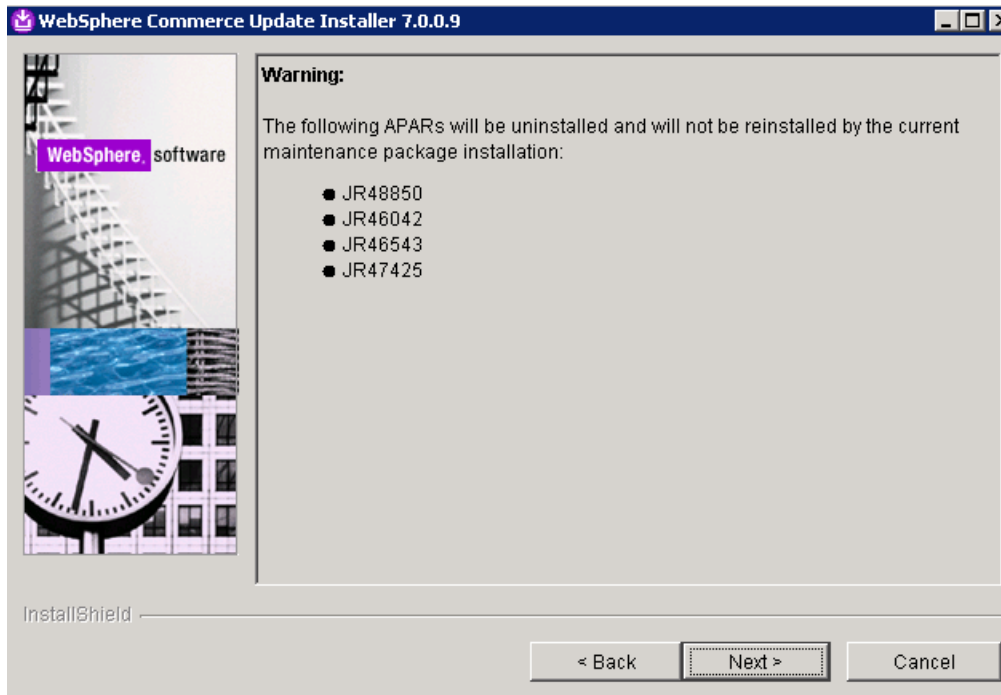 WebSphere Commerce Update Installer 7.0.0.9
WebSphere. software
Warning:
The following APARs will be uninstalled and will not be reinstalled by the current
maintenance package installation:
● JR48850
● JR46042
● JR46543
● JR47425
InstallShield
< Back
Next >
Cancel